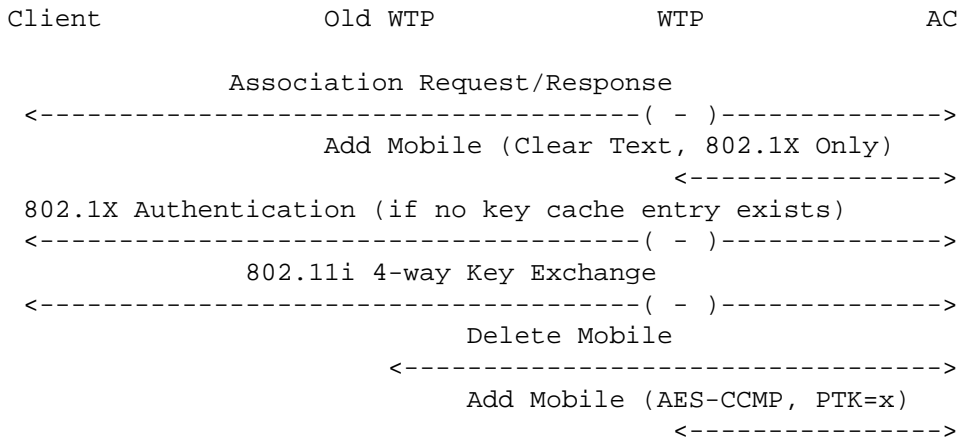 Client              Old WTP              WTP              AC
Association Request/Response
<--------------------------------------( - )-------------->
Add Mobile (Clear Text, 802.1X Only)
<---------------->
802.1X Authentication (if no key cache entry exists)
<--------------------------------------( - )-------------->
802.11i 4-way Key Exchange
<--------------------------------------( - )-------------->
Delete Mobile
<---------------------------------->
Add Mobile (AES-CCMP, PTK=x)
<---------------->